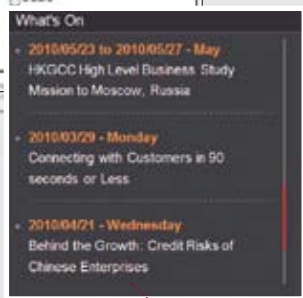 What's On
2010/05/23 to 2010/05/27 - May
HKGCC High Level Business Study
Mission to Moscow, Russia
2010/03/29 - Monday
Connecting with Customers in 90
seconds or Less
2010/04/21 - Wednesday
Behind the Growth: Credit Risks of
Chinese Enterprises